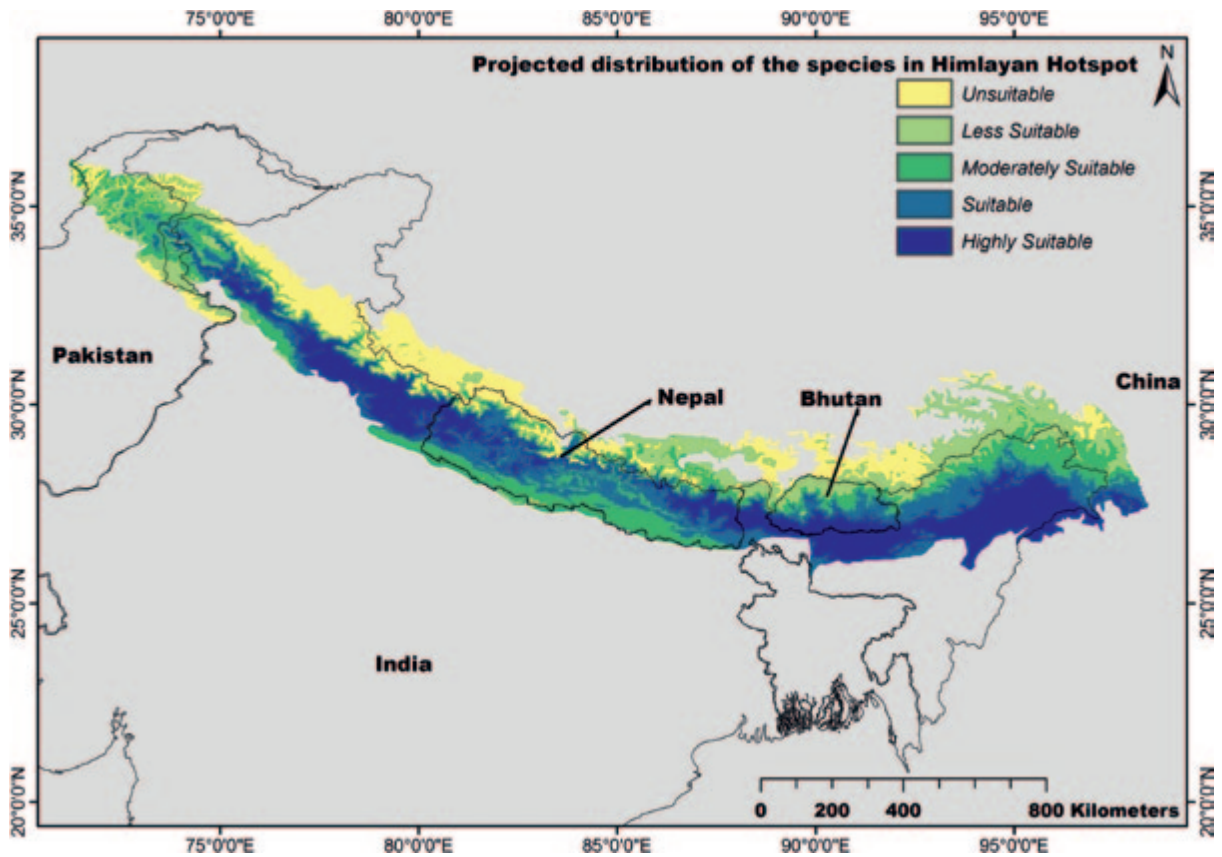 75°0'0"E 80°0'0"E 85°0'0"E 90°0'0"E 95°0'0"E
Projected distribution of the species in Himlayan Hotspot
N
Unsuitable
Less Suitable
Moderately Suitable
Suitable
Highly Suitable
35°0'0"N
35°0'0"N
Pakistan
China
Nepal
Bhutan
30°0'0"N
30°0'0"N
25°0'0"N
25°0'0"N
India
20°0'0"N
20°0'0"N
0 200 400 800 Kilometers
75°0'0"E 80°0'0"E 85°0'0"E 90°0'0"E 95°0'0"E